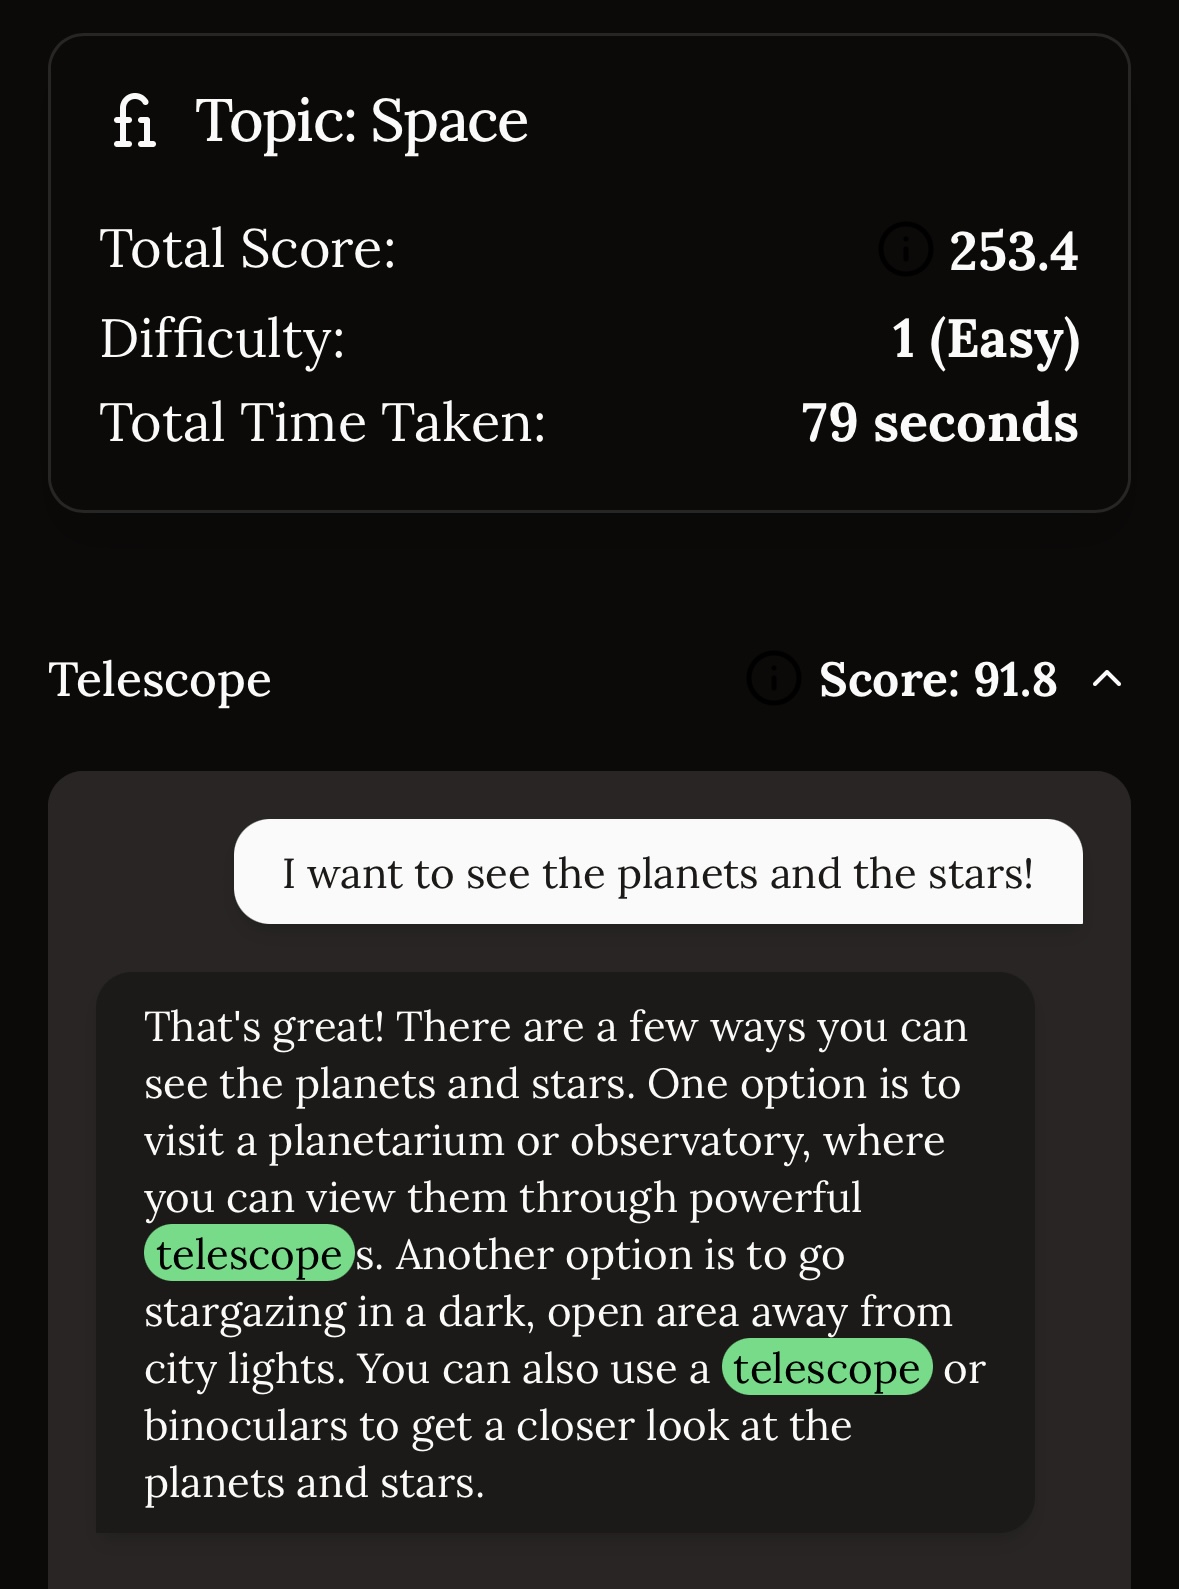 Topic: Space
Total Score: 253.4
Difficulty: 1 (Easy)
Total Time Taken: 79 seconds
Telescope Score: 91.8
I want to see the planets and the stars!
That's great! There are a few ways you can
see the planets and stars. One option is to
visit a planetarium or observatory, where
you can view them through powerful
telescopes. Another option is to go
stargazing in a dark, open area away from
city lights. You can also use a telescope or
binoculars to get a closer look at the
planets and stars.